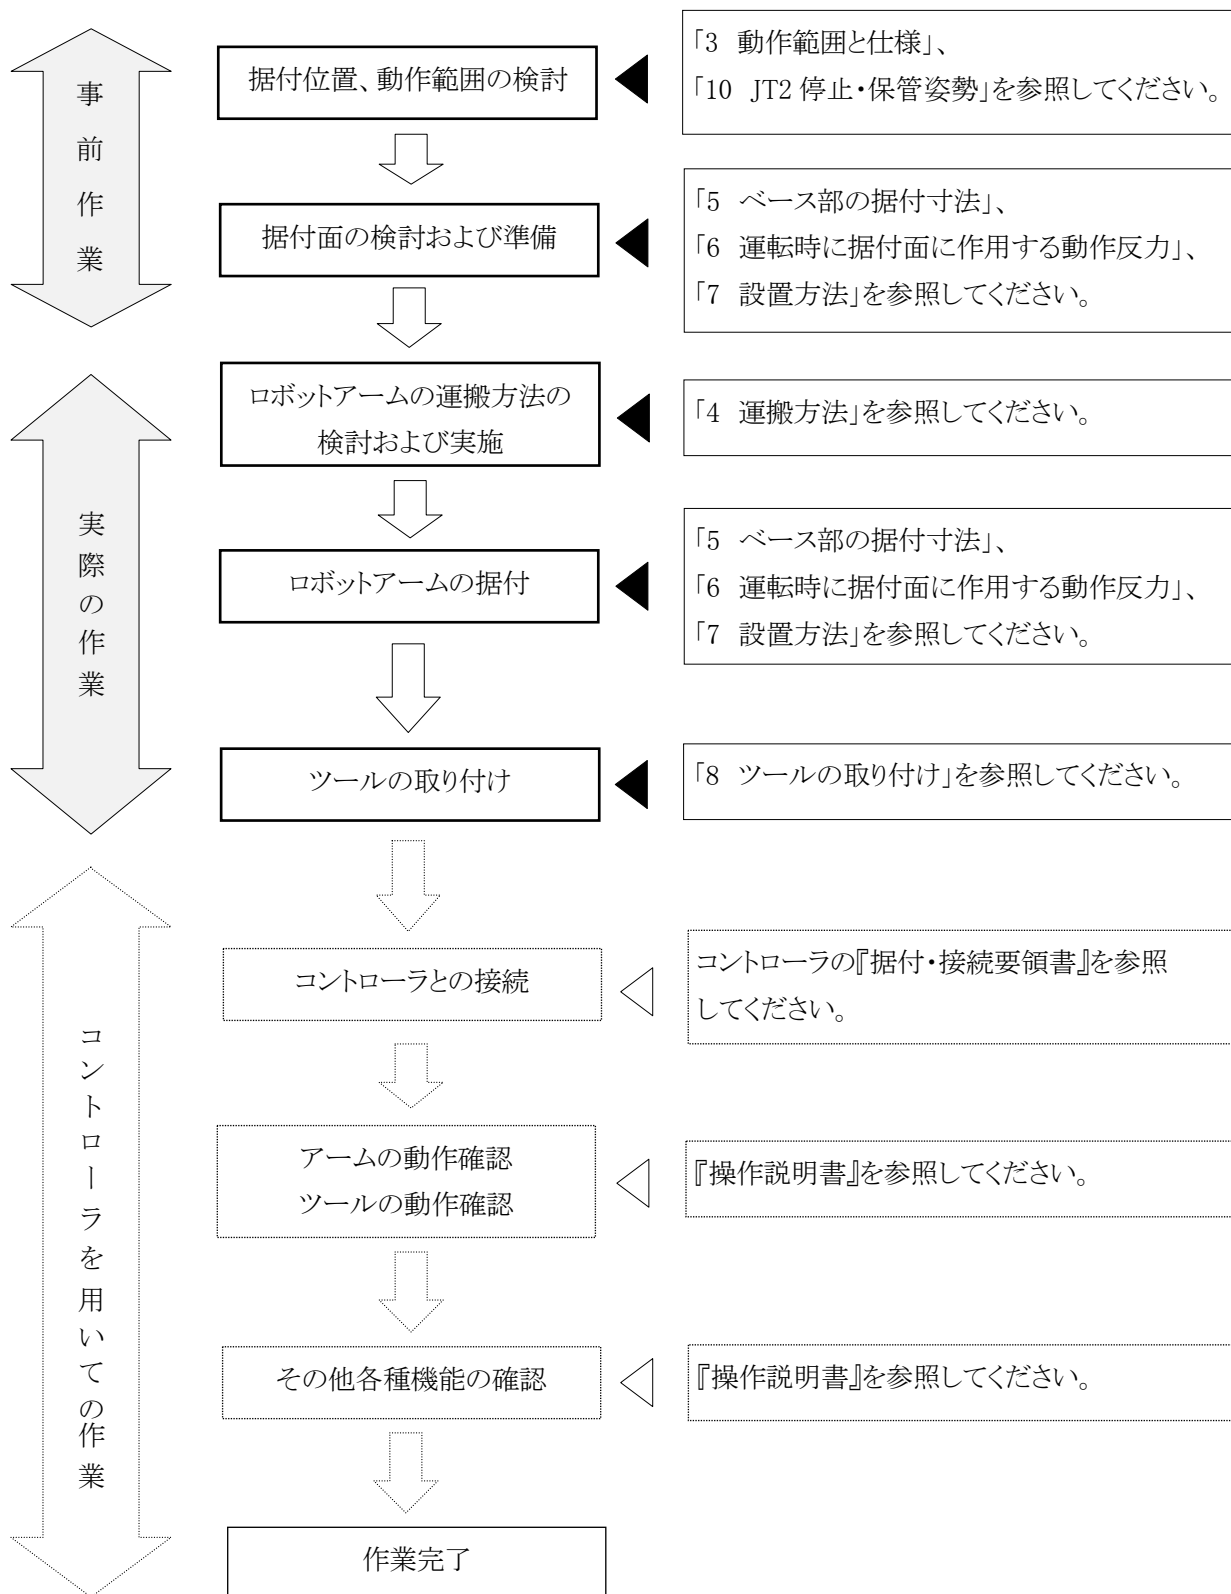 事前作業
据付位置、動作範囲の検討
「3 動作範囲と仕様」、
「10 JT2 停止・保管姿勢」を参照してください。
据付面の検討および準備
「5 ベース部の据付寸法」、
「6 運転時に据付面に作用する動作反力」、
「7 設置方法」を参照してください。
実際の作業
ロボットアームの運搬方法の
検討および実施
「4 運搬方法」を参照してください。
ロボットアームの据付
「5 ベース部の据付寸法」、
「6 運転時に据付面に作用する動作反力」、
「7 設置方法」を参照してください。
ツールの取り付け
「8 ツールの取り付け」を参照してください。
コントローラを用いての作業
コントローラとの接続
コントローラの『据付・接続要領書』を参照
してください。
アームの動作確認
ツールの動作確認
『操作説明書』を参照してください。
その他各種機能の確認
『操作説明書』を参照してください。
作業完了